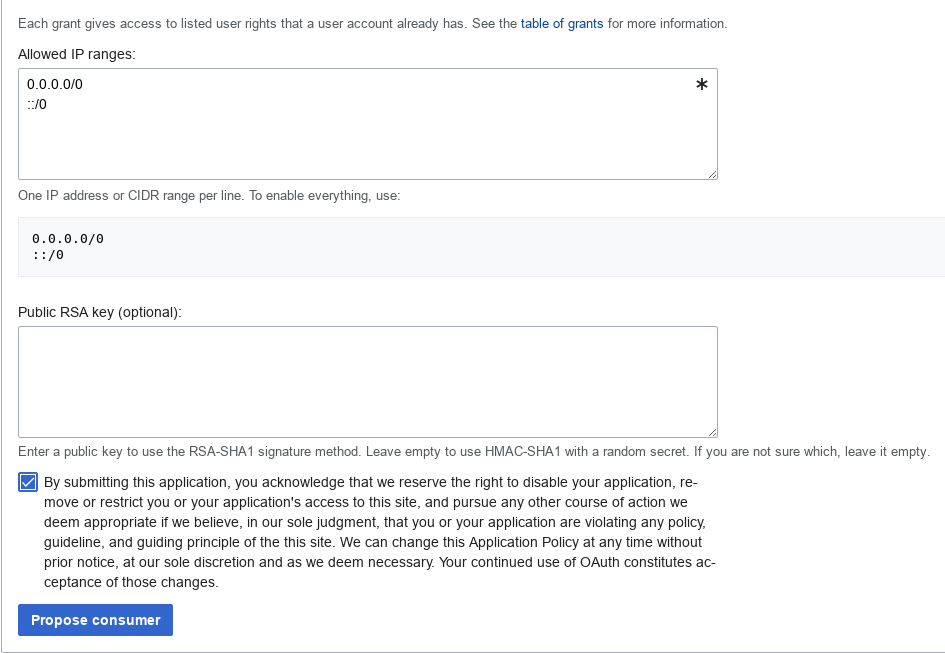 Each grant gives access to listed user rights that a user account already has. See the table of grants for more information.
Allowed IP ranges:
0.0.0.0/0
*
::/0
One IP address or CIDR range per line. To enable everything, use:
0.0.0.0/0
::/0
Public RSA key (optional):
Enter a public key to use the RSA-SHA1 signature method. Leave empty to use HMAC-SHA1 with a random secret. If you are not sure which, leave it empty.
By submitting this application, you acknowledge that we reserve the right to disable your application, re-
move or restrict you or your application's access to this site, and pursue any other course of action we
deem appropriate if we believe, in our sole judgment, that you or your application are violating any policy,
guideline, and guiding principle of the this site. We can change this Application Policy at any time without
prior notice, at our sole discretion and as we deem necessary. Your continued use of OAuth constitutes ac-
ceptance of those changes.
Propose consumer